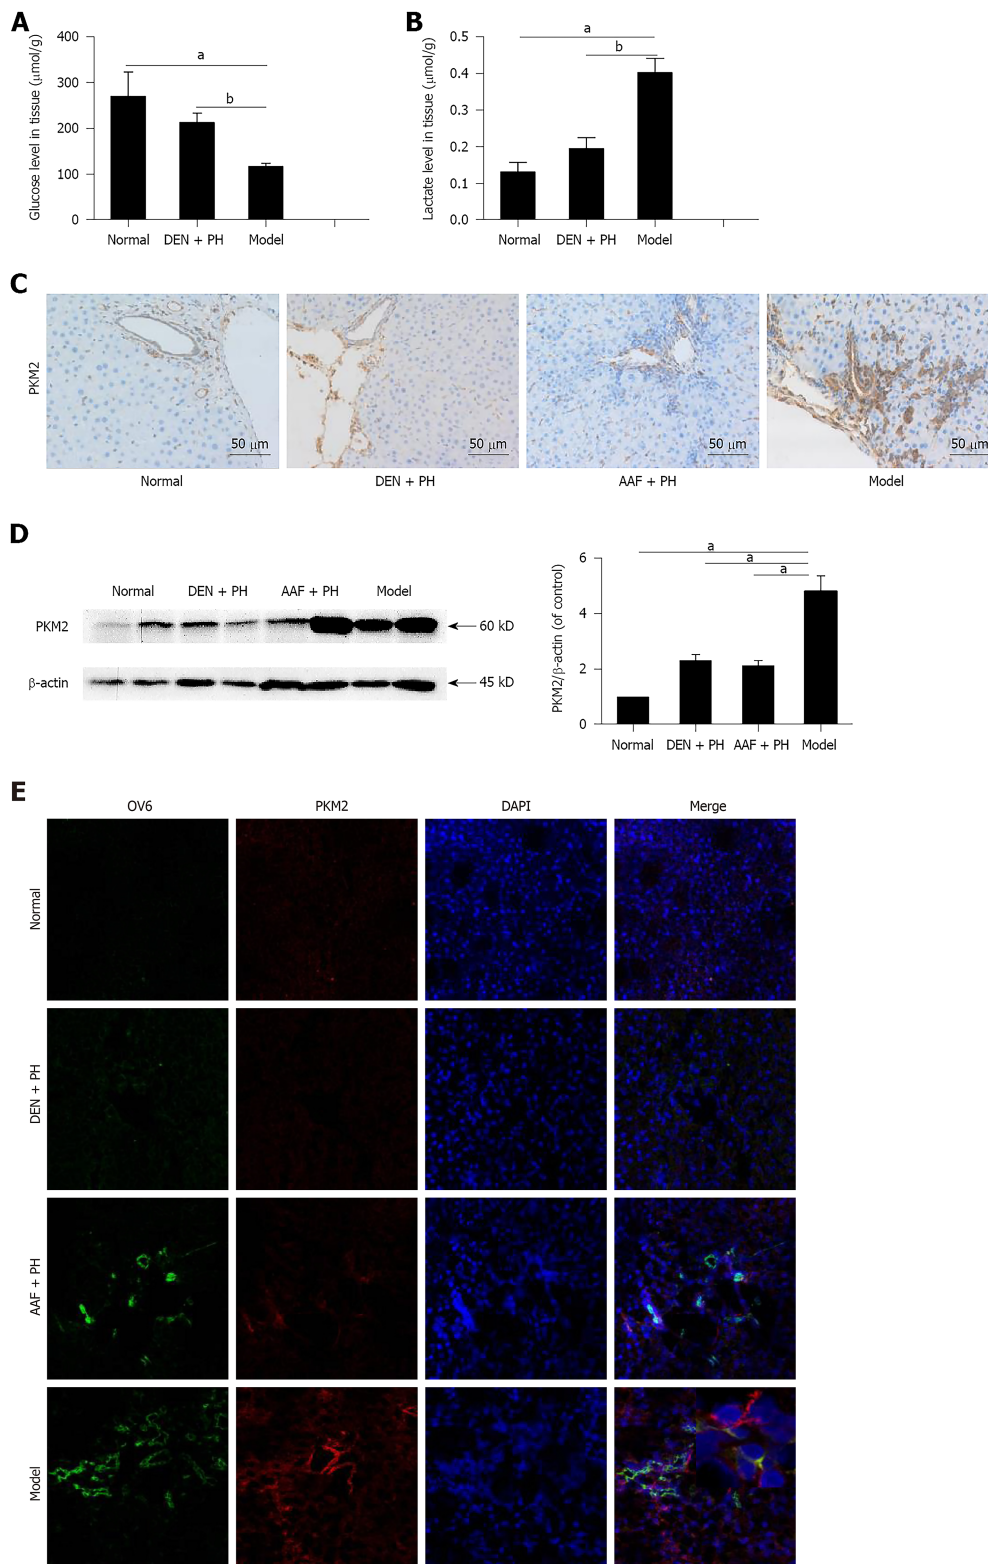 A
Glucose level in tissue (μmol/g)
400
300
200
100
0
a
b
Normal
DEN + PH
Model
B
Lactate level in tissue (μmol/g)
0.5
0.4
0.3
0.2
0.1
0.0
a
b
Normal
DEN + PH
Model
C
PKM2
50 μm
50 μm
50 μm
50 μm
Normal
DEN + PH
AAF + PH
Model
D
Normal
DEN + PH
AAF + PH
Model
PKM2
60 kD
β-actin
45 kD
PKM2/β-actin (of control)
6
4
2
0
a
a
a
Normal
DEN + PH
AAF + PH
Model
E
OV6
PKM2
DAPI
Merge
Normal
DEN + PH
AAF + PH
Model